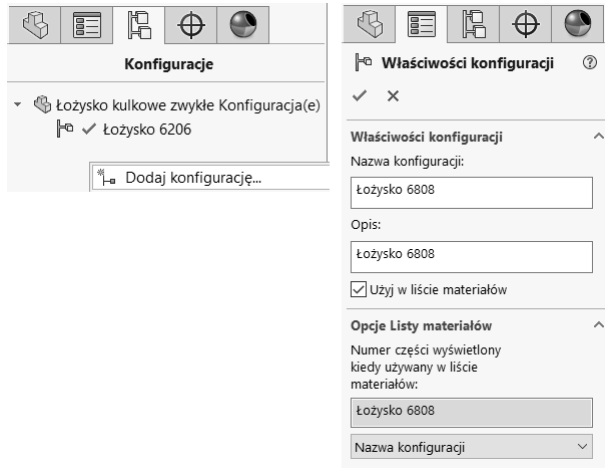 Konfiguracje
Łożysko kulkowe zwykłe Konfiguracja(e)
Łożysko 6206
Dodaj konfigurację...
Właściwości konfiguracji
Właściwości konfiguracji
Nazwa konfiguracji:
Łożysko 6808
Opis:
Łożysko 6808
Użyj w liście materiałów
Opcje Listy materiałów
Numer części wyświetlony
kiedy używany w liście
materiałów:
Łożysko 6808
Nazwa konfiguracji